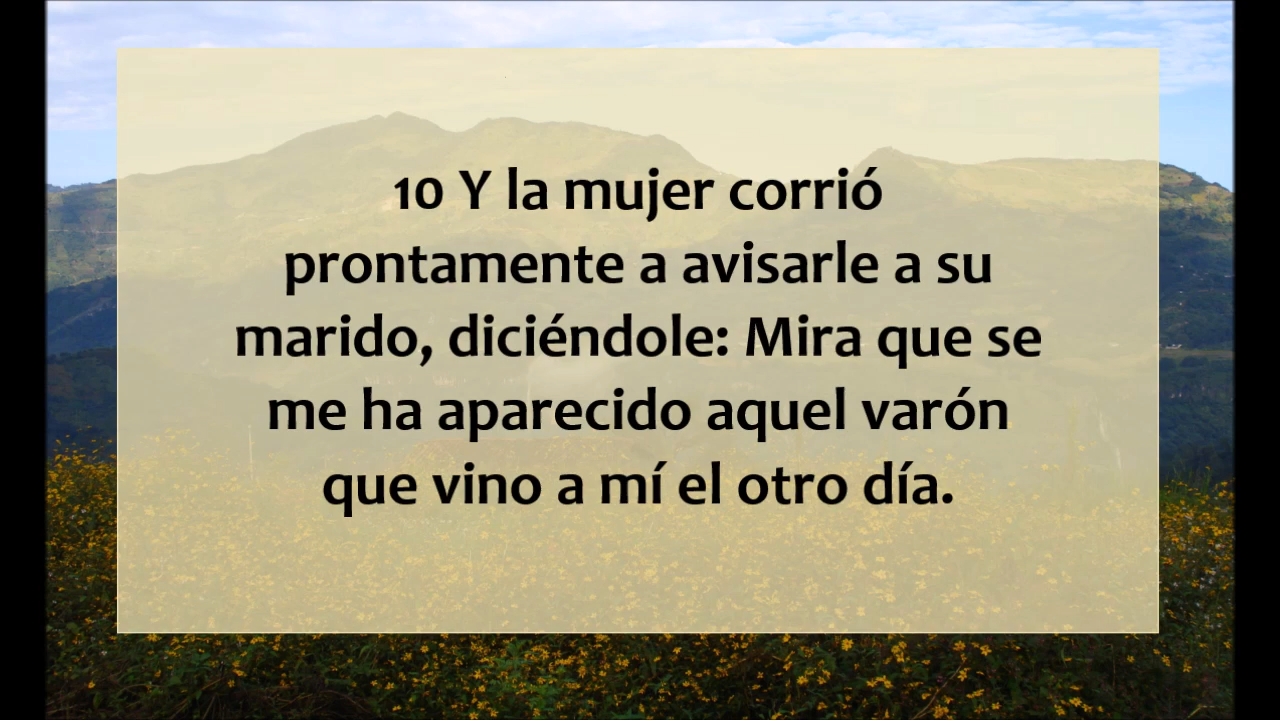 10 Y la mujer corrió
prontamente a avisarle a su
marido, diciéndole: Mira que se
me ha aparecido aquel varón
que vino a mí el otro día.